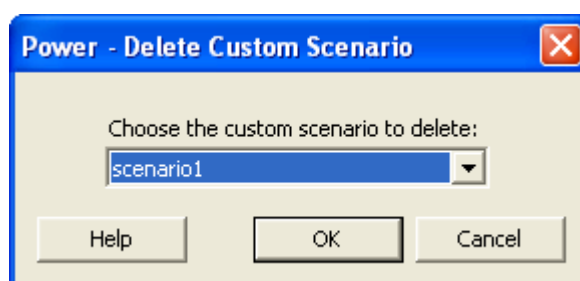 Power - Delete Custom Scenario
Choose the custom scenario to delete:
scenario1
Help OK Cancel